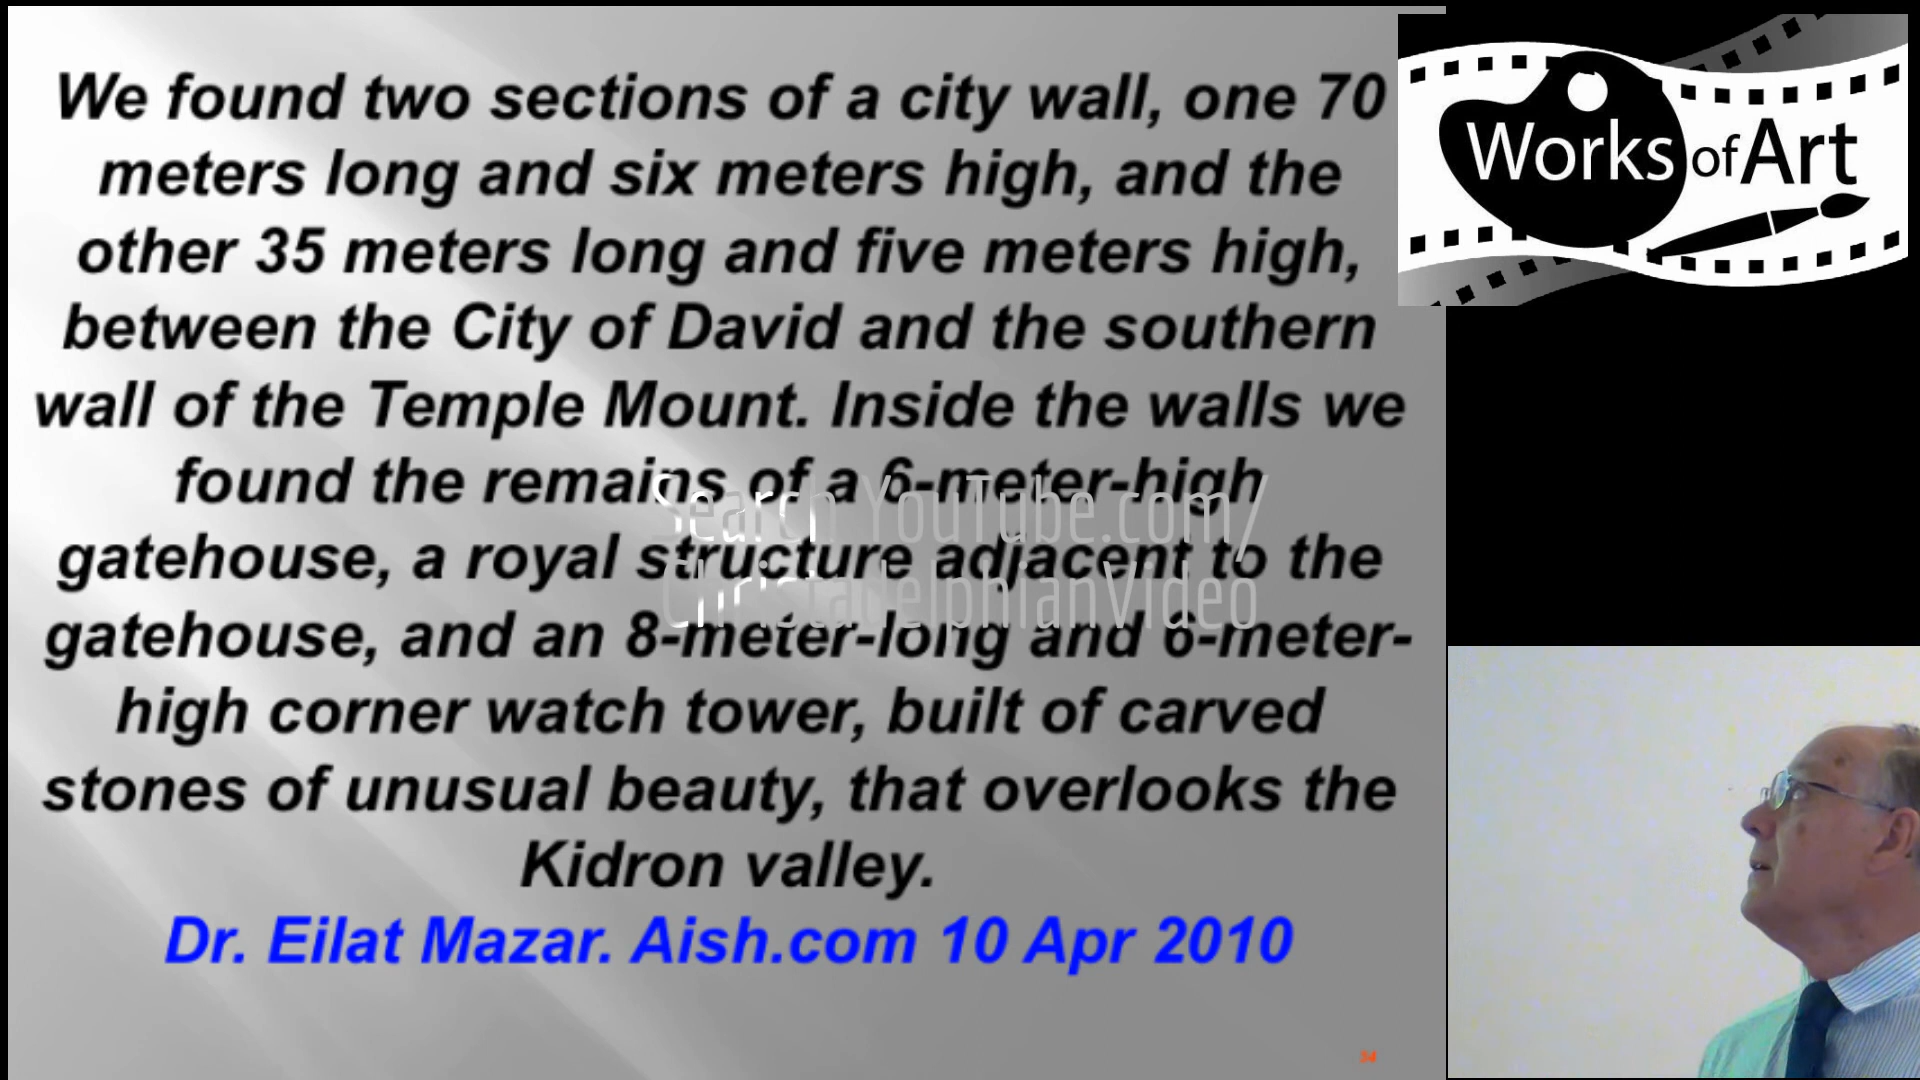 We found two sections of a city wall, one 70
meters long and six meters high, and the
other 35 meters long and five meters high,
between the City of David and the southern
wall of the Temple Mount. Inside the walls we
found the remains of a 6-meter-high
gatehouse, a royal structure adjacent to the
gatehouse, and an 8-meter-long and 6-meter-
high corner watch tower, built of carved
stones of unusual beauty, that overlooks the
Kidron valley.
Dr. Eilat Mazar. Aish.com 10 Apr 2010
34
Search YouTube.com/
ChristadelphianVideo
Works of Art